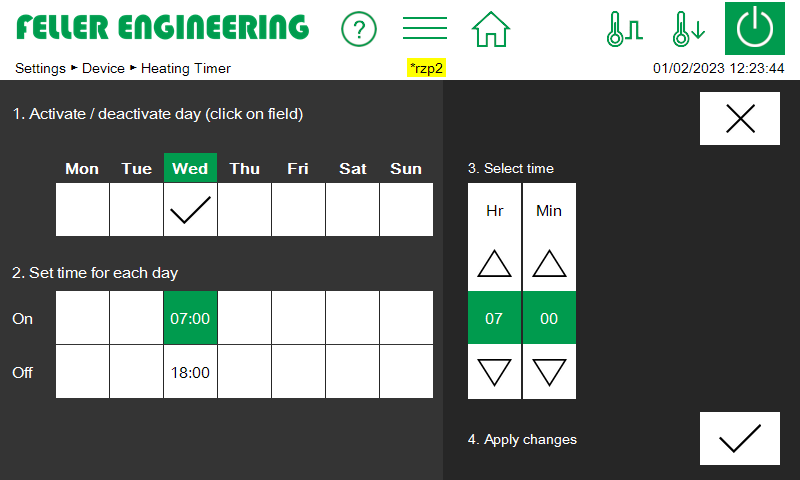 FELLER ENGINEERING
?
Settings ▸ Device ▸ Heating Timer *rzp2 01/02/2023 12:23:44
1. Activate / deactivate day (click on field)
Mon Tue Wed Thu Fri Sat Sun
2. Set time for each day
On 07:00
Off 18:00
3. Select time
Hr Min
07 00
4. Apply changes